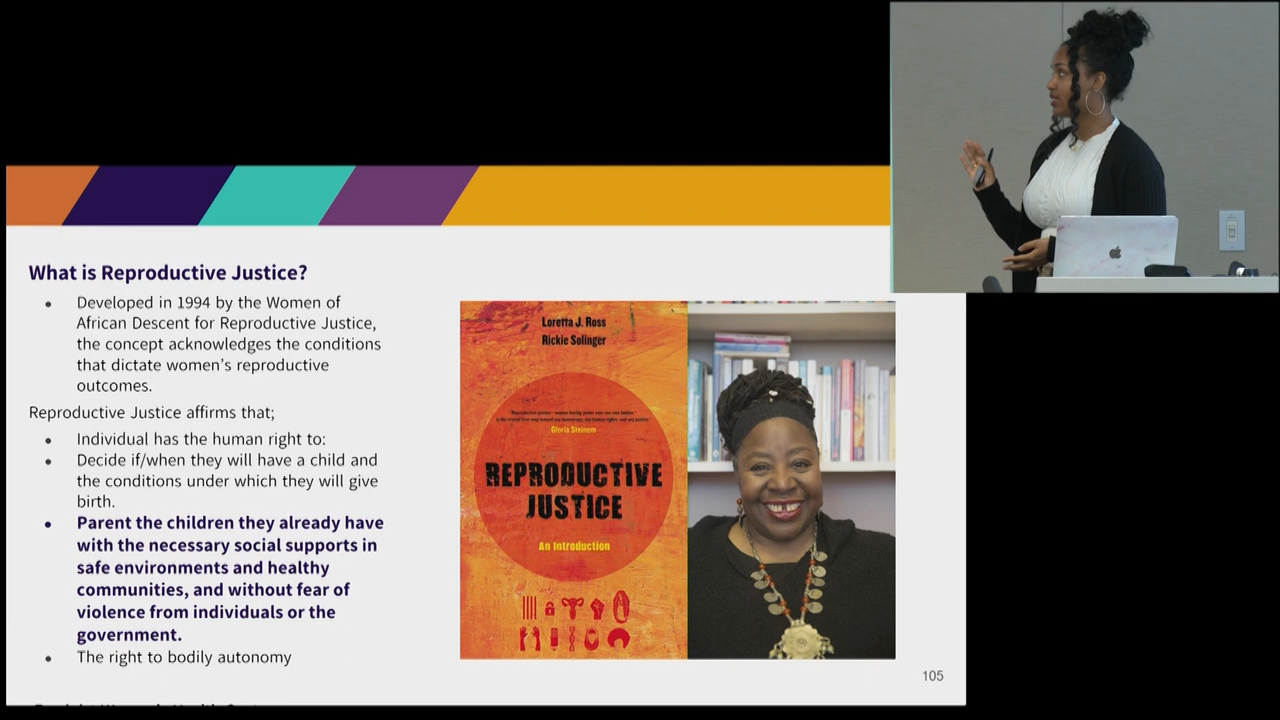 What is Reproductive Justice?
Developed in 1994 by the Women of
African Descent for Reproductive Justice,
the concept acknowledges the conditions
that dictate women's reproductive
outcomes.
Reproductive Justice affirms that;
Individual has the human right to:
Decide if/when they will have a child and
the conditions under which they will give
birth.
Parent the children they already have
with the necessary social supports in
safe environments and healthy
communities, and without fear of
violence from individuals or the
government.
The right to bodily autonomy
Loretta J. Ross
Rickie Solinger
Gloria Steinem
REPRODUCTIVE
JUSTICE
An Introduction
105